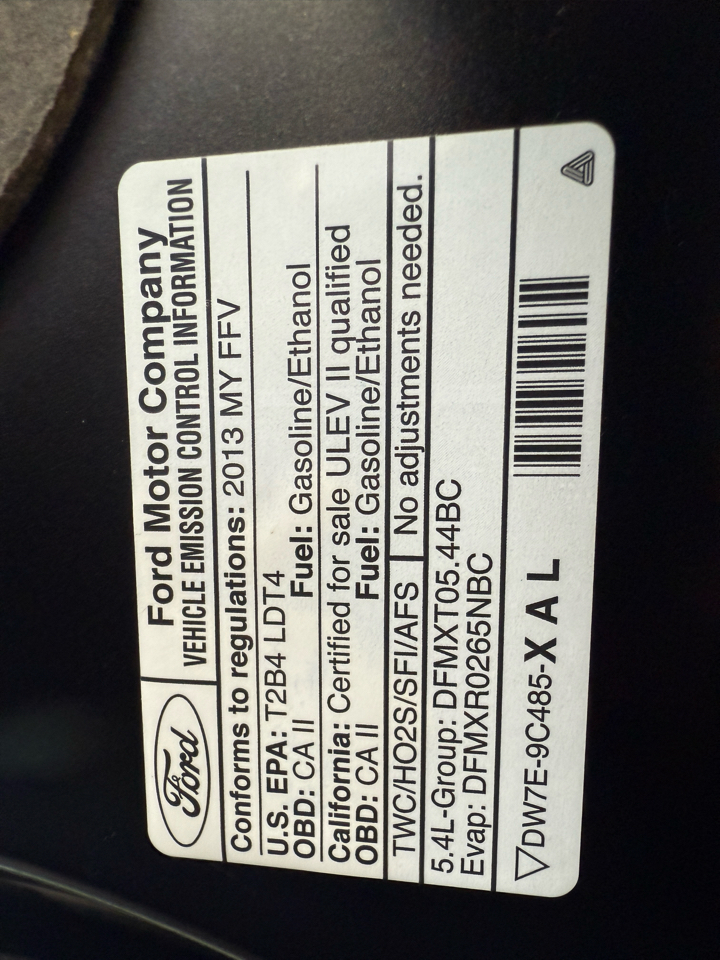 Ford
Ford Motor Company
VEHICLE EMISSION CONTROL INFORMATION
Conforms to regulations: 2013 MY FFV
U.S. EPA: T2B4 LDT4
OBD: CA II Fuel: Gasoline/Ethanol
California: Certified for sale ULEV II qualified
OBD: CA II Fuel: Gasoline/Ethanol
TWC/HO2S/SFI/AFS No adjustments needed.
5.4L-Group: DFMXT05.44BC
Evap: DFMXR0265NBC
▽DW7E-9C485-X A L